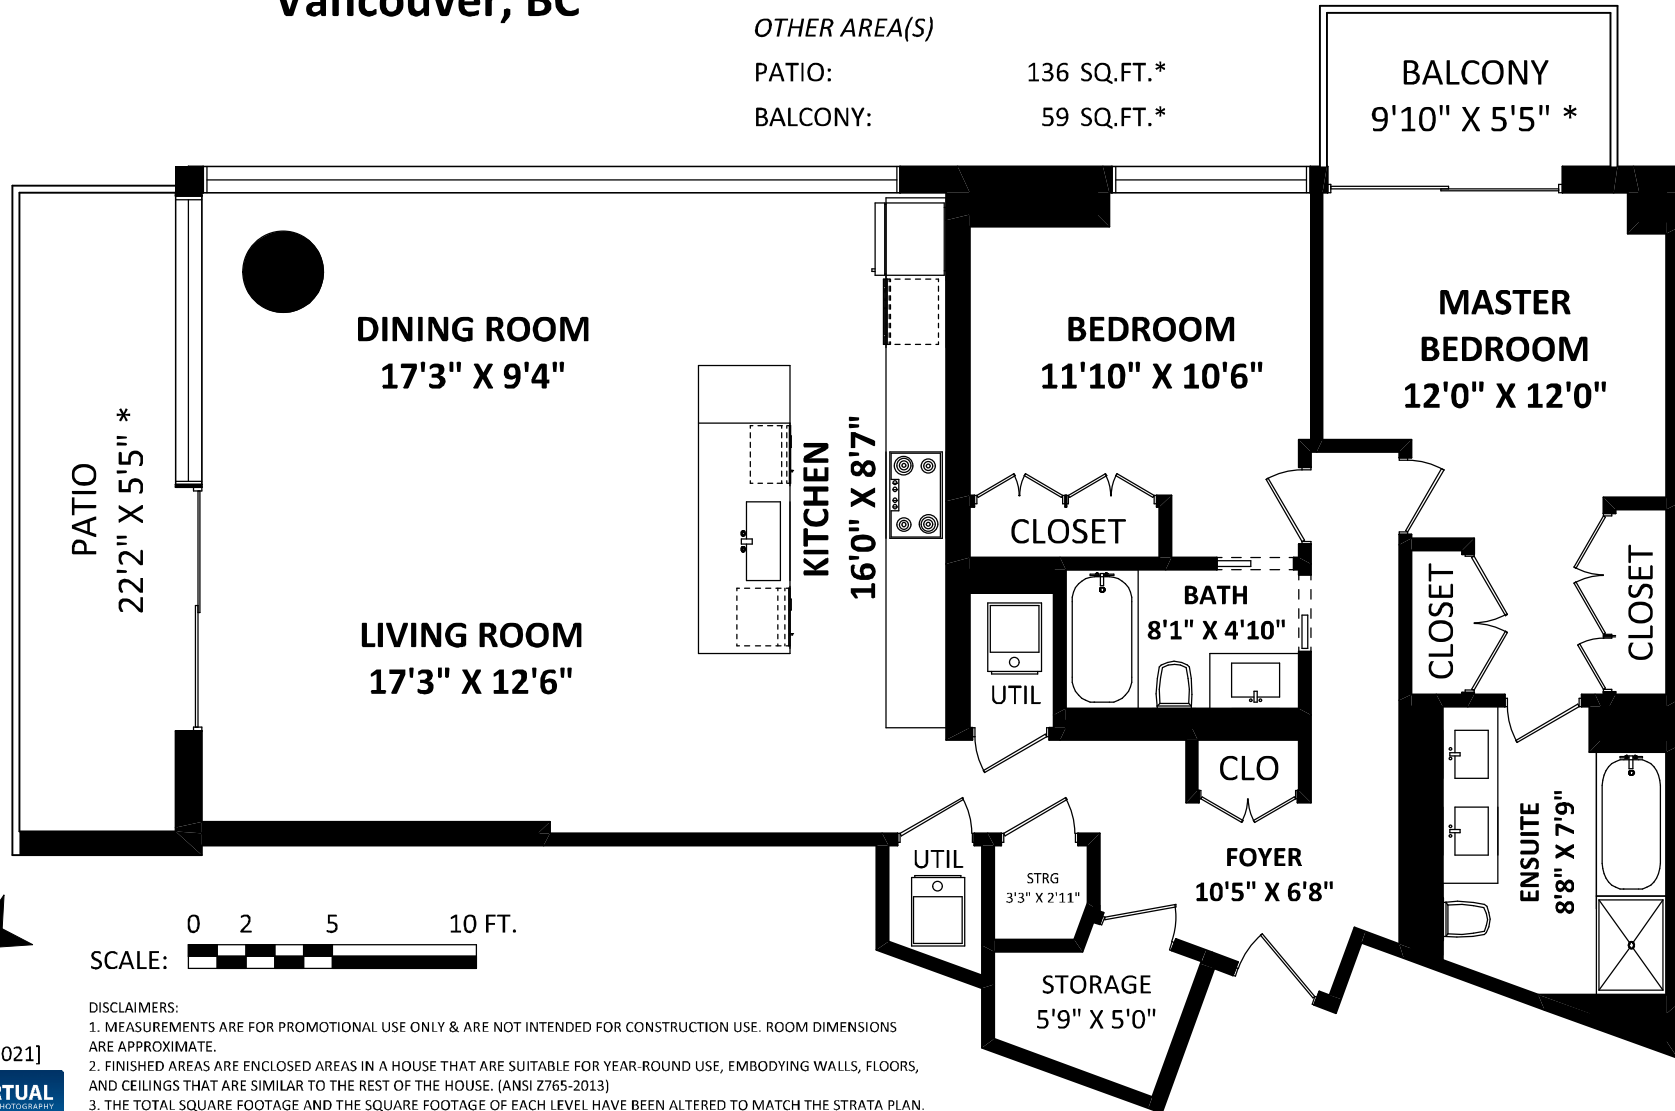 Vancouver, BC
OTHER AREA(S)
PATIO: 136 SQ.FT.*
BALCONY: 59 SQ.FT.*
BALCONY
9'10" X 5'5" *
PATIO
22'2" X 5'5" *
DINING ROOM
17'3" X 9'4"
LIVING ROOM
17'3" X 12'6"
KITCHEN
16'0" X 8'7"
BEDROOM
11'10" X 10'6"
MASTER
BEDROOM
12'0" X 12'0"
CLOSET
CLOSET
CLOSET
BATH
8'1" X 4'10"
UTIL
CLO
UTIL
STRG
3'3" X 2'11"
FOYER
10'5" X 6'8"
ENSUITE
8'8" X 7'9"
STORAGE
5'9" X 5'0"
0 2 5 10 FT.
SCALE:
DISCLAIMERS:
1. MEASUREMENTS ARE FOR PROMOTIONAL USE ONLY & ARE NOT INTENDED FOR CONSTRUCTION USE. ROOM DIMENSIONS
ARE APPROXIMATE.
2. FINISHED AREAS ARE ENCLOSED AREAS IN A HOUSE THAT ARE SUITABLE FOR YEAR-ROUND USE, EMBODYING WALLS, FLOORS,
AND CEILINGS THAT ARE SIMILAR TO THE REST OF THE HOUSE. (ANSI Z765-2013)
3. THE TOTAL SQUARE FOOTAGE AND THE SQUARE FOOTAGE OF EACH LEVEL HAVE BEEN ALTERED TO MATCH THE STRATA PLAN.
021]
RTUAL
PHOTOGRAPHY